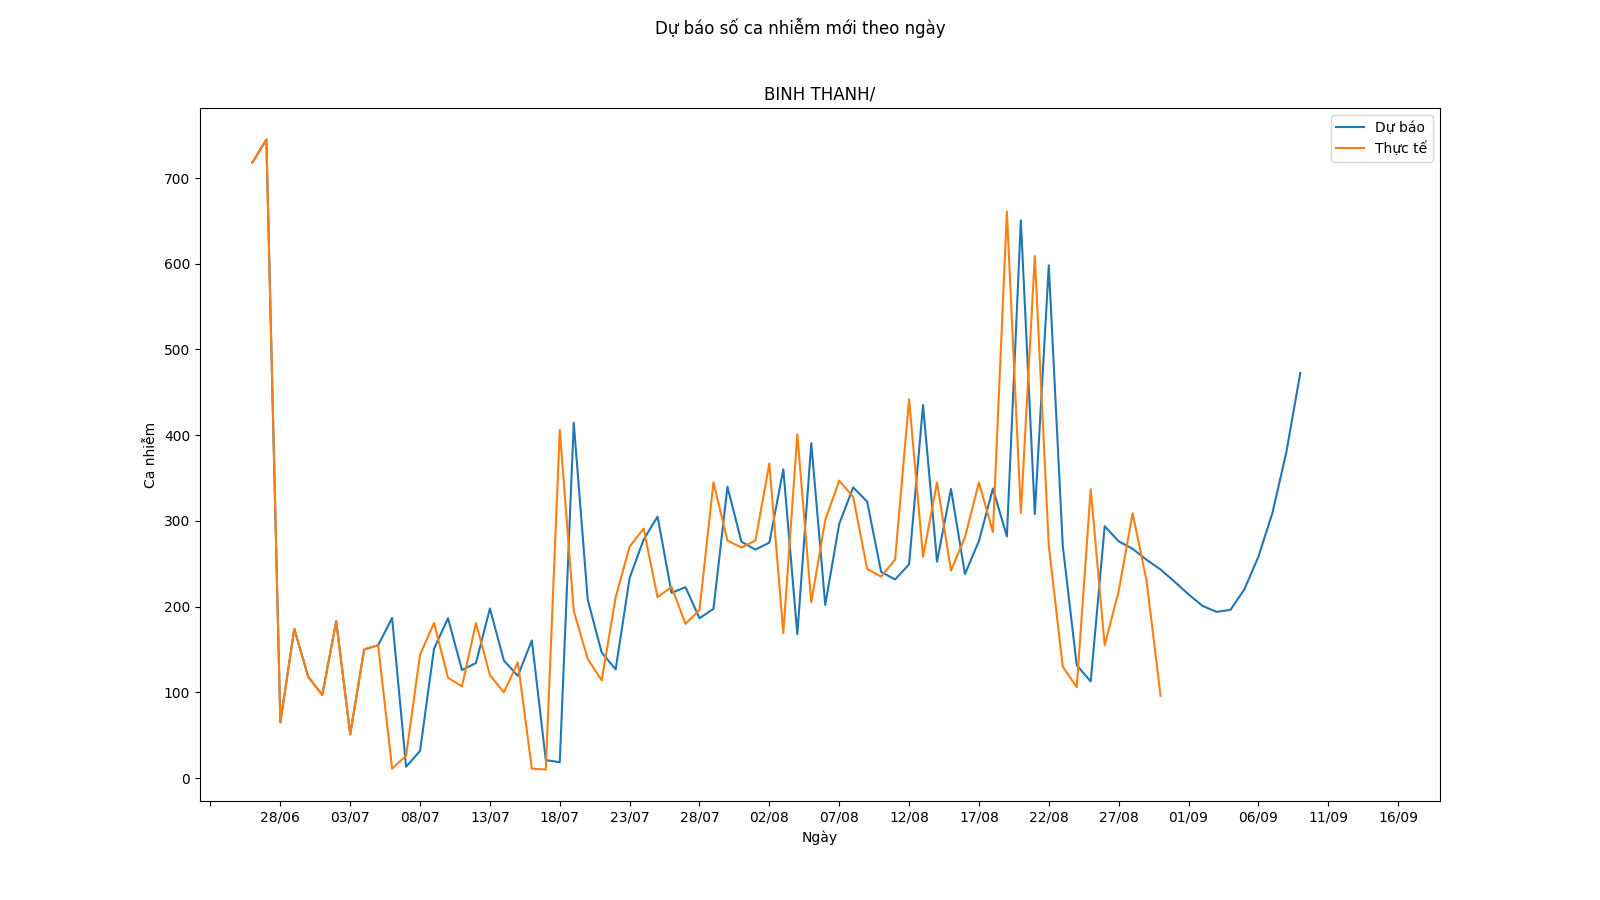 Dự báo số ca nhiễm mới theo ngày
BINH THANH/
Dự báo
Thực tế
700
600
500
400
300
200
100
0
Ca nhiễm
28/06 03/07 08/07 13/07 18/07 23/07 28/07 02/08 07/08 12/08 17/08 22/08 27/08 01/09 06/09 11/09 16/09
Ngày